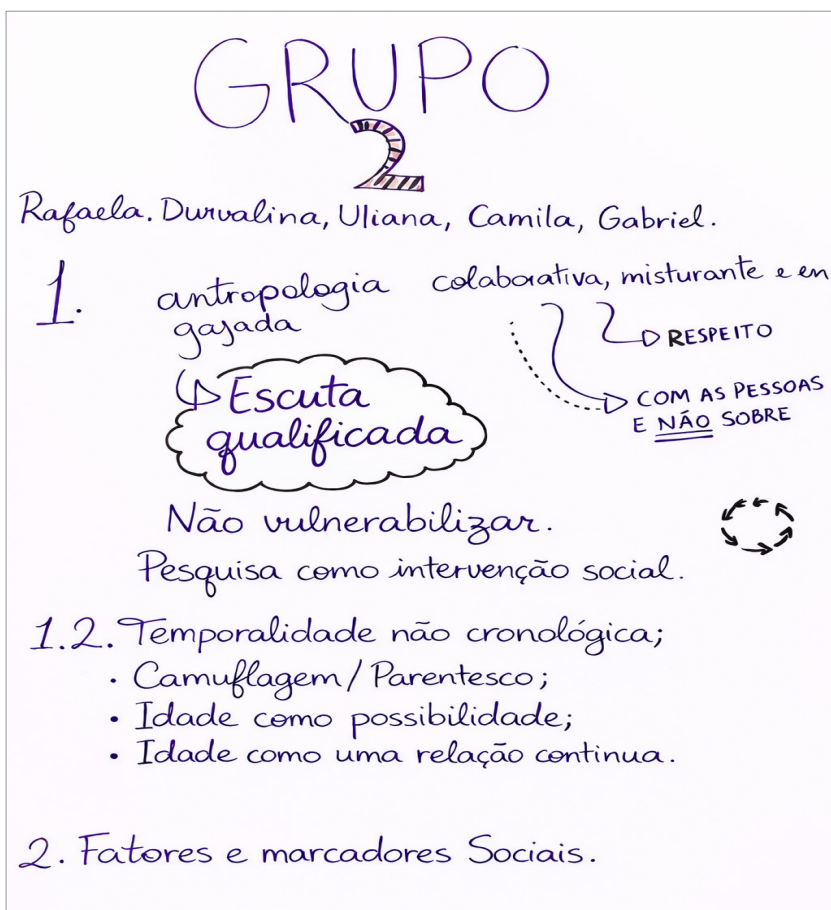 GRUPO
2
Rafaela. Durvalina, Uliana, Camila, Gabriel.
1. antropologia colaborativa, misturante e en
gajada
RESPEITO
COM AS PESSOAS
E NÃO SOBRE
Escuta
qualificada
Não vulnerabilizar.
Pesquisa como intervenção social.
1.2. Temporalidade não cronológica;
• Camuflagem/Parentesco;
• Idade como possibilidade;
• Idade como uma relação continua.
2. Fatores e marcadores Sociais.